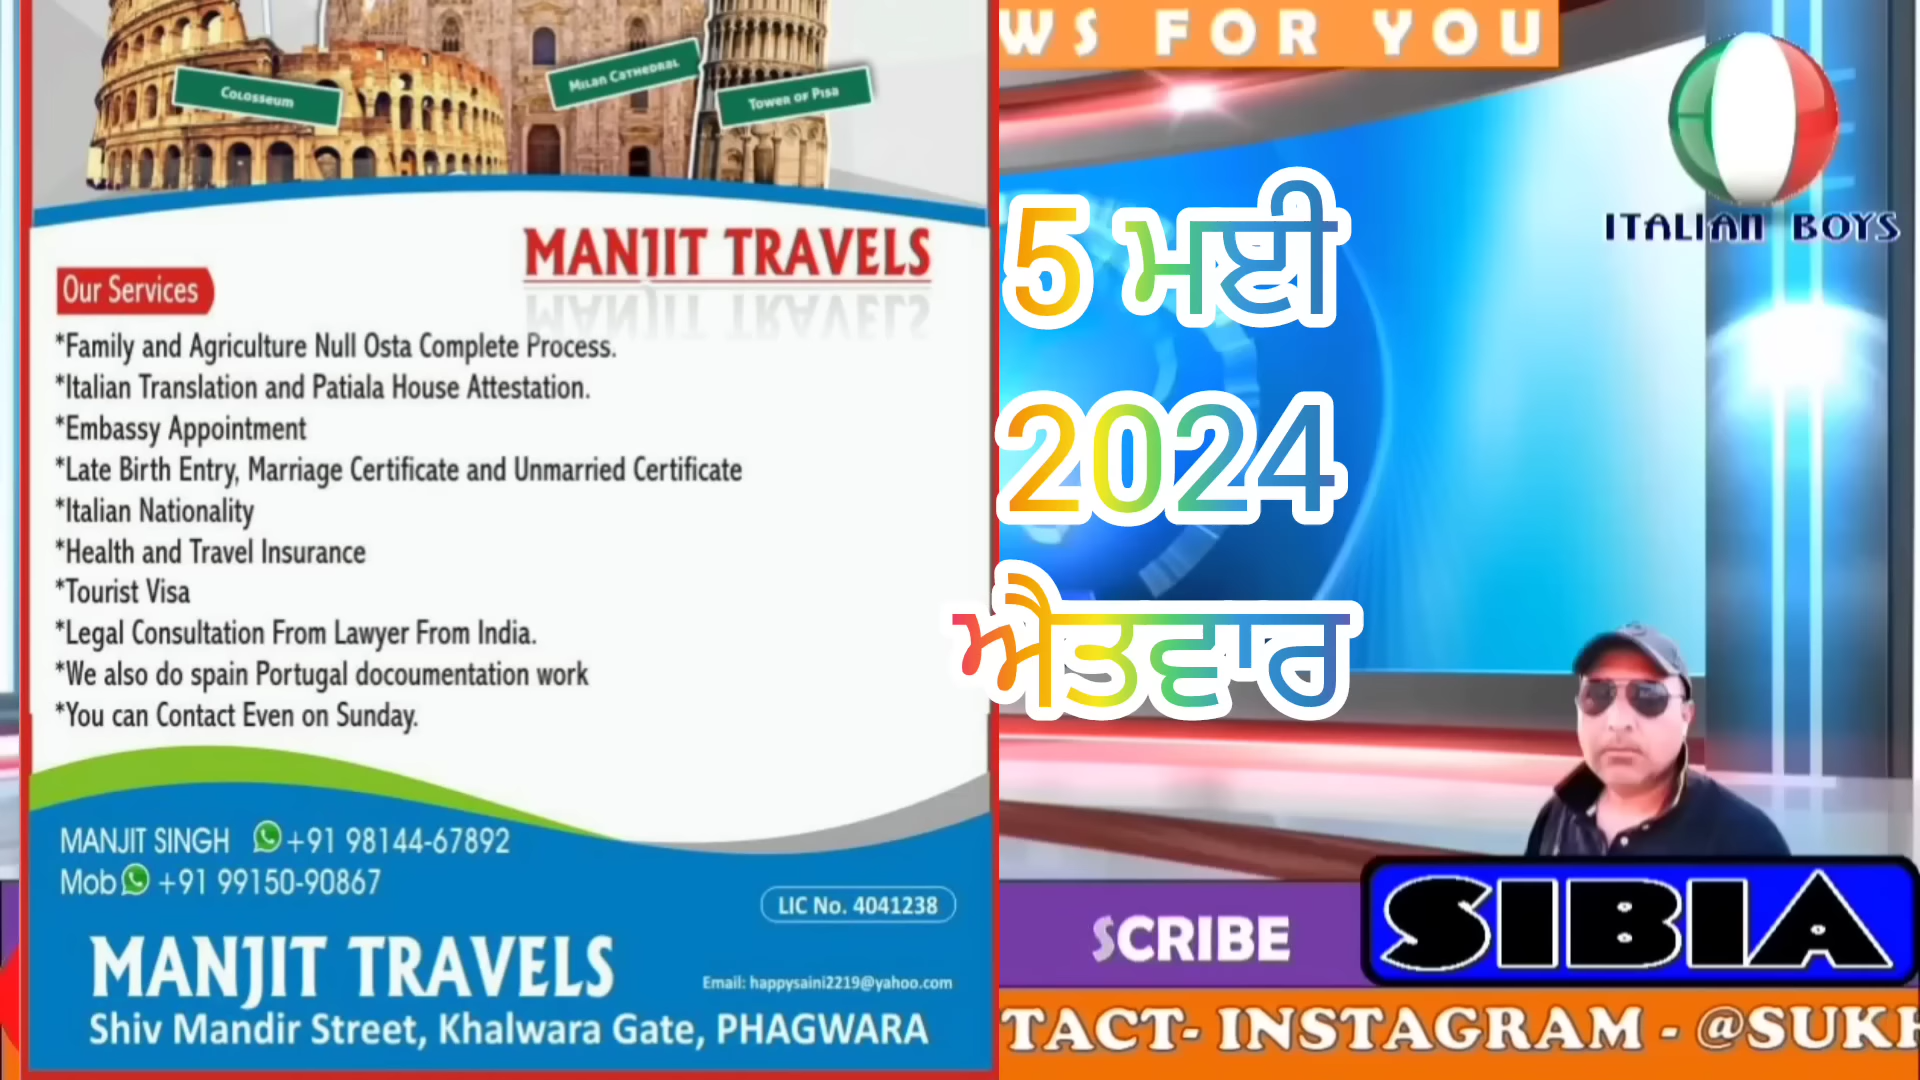 COLOSSEUM
MILAN CATHEDRAL
TOWER OF PISA
MANJIT TRAVELS
Our Services
*Family and Agriculture Null Osta Complete Process.
*Italian Translation and Patiala House Attestation.
*Embassy Appointment
*Late Birth Entry, Marriage Certificate and Unmarried Certificate
*Italian Nationality
*Health and Travel Insurance
*Tourist Visa
*Legal Consultation From Lawyer From India.
*We also do spain Portugal docoumentation work
*You can Contact Even on Sunday.
MANJIT SINGH +91 98144-67892
Mob +91 99150-90867
LIC No. 4041238
MANJIT TRAVELS
Email: happysaini2219@yahoo.com
Shiv Mandir Street, Khalwara Gate, PHAGWARA
WS FOR YOU
ITALIAN BOYS
5 ਮਈ
2024
ਐਤਵਾਰ
SCRIBE
SIBIA
TACT- INSTAGRAM - @SUKH